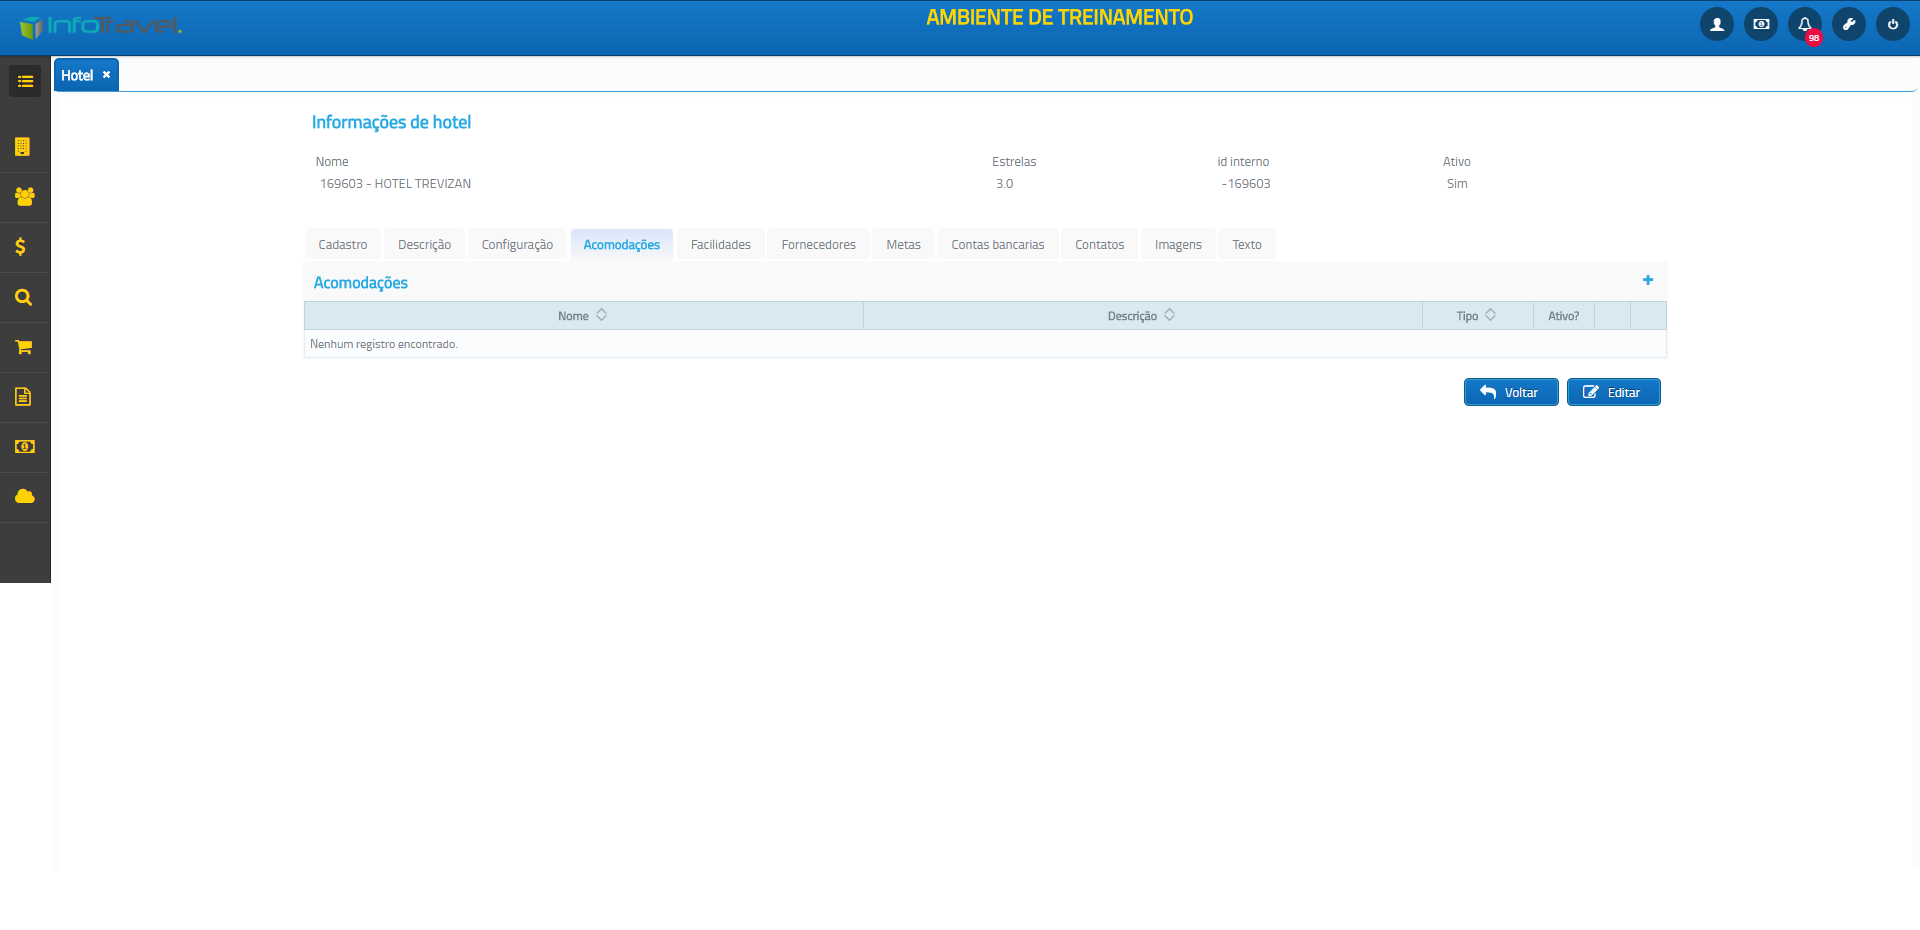 InfoTravel.
AMBIENTE DE TREINAMENTO
98
Hotel
Informações de hotel
Nome Estrelas id interno Ativo
169603 - HOTEL TREVIZAN 3.0 -169603 Sim
Cadastro Descrição Configuração Acomodações Facilidades Fornecedores Metas Contas bancarias Contatos Imagens Texto
Acomodações
Nome Descrição Tipo Ativo?
Nenhum registro encontrado.
Voltar Editar